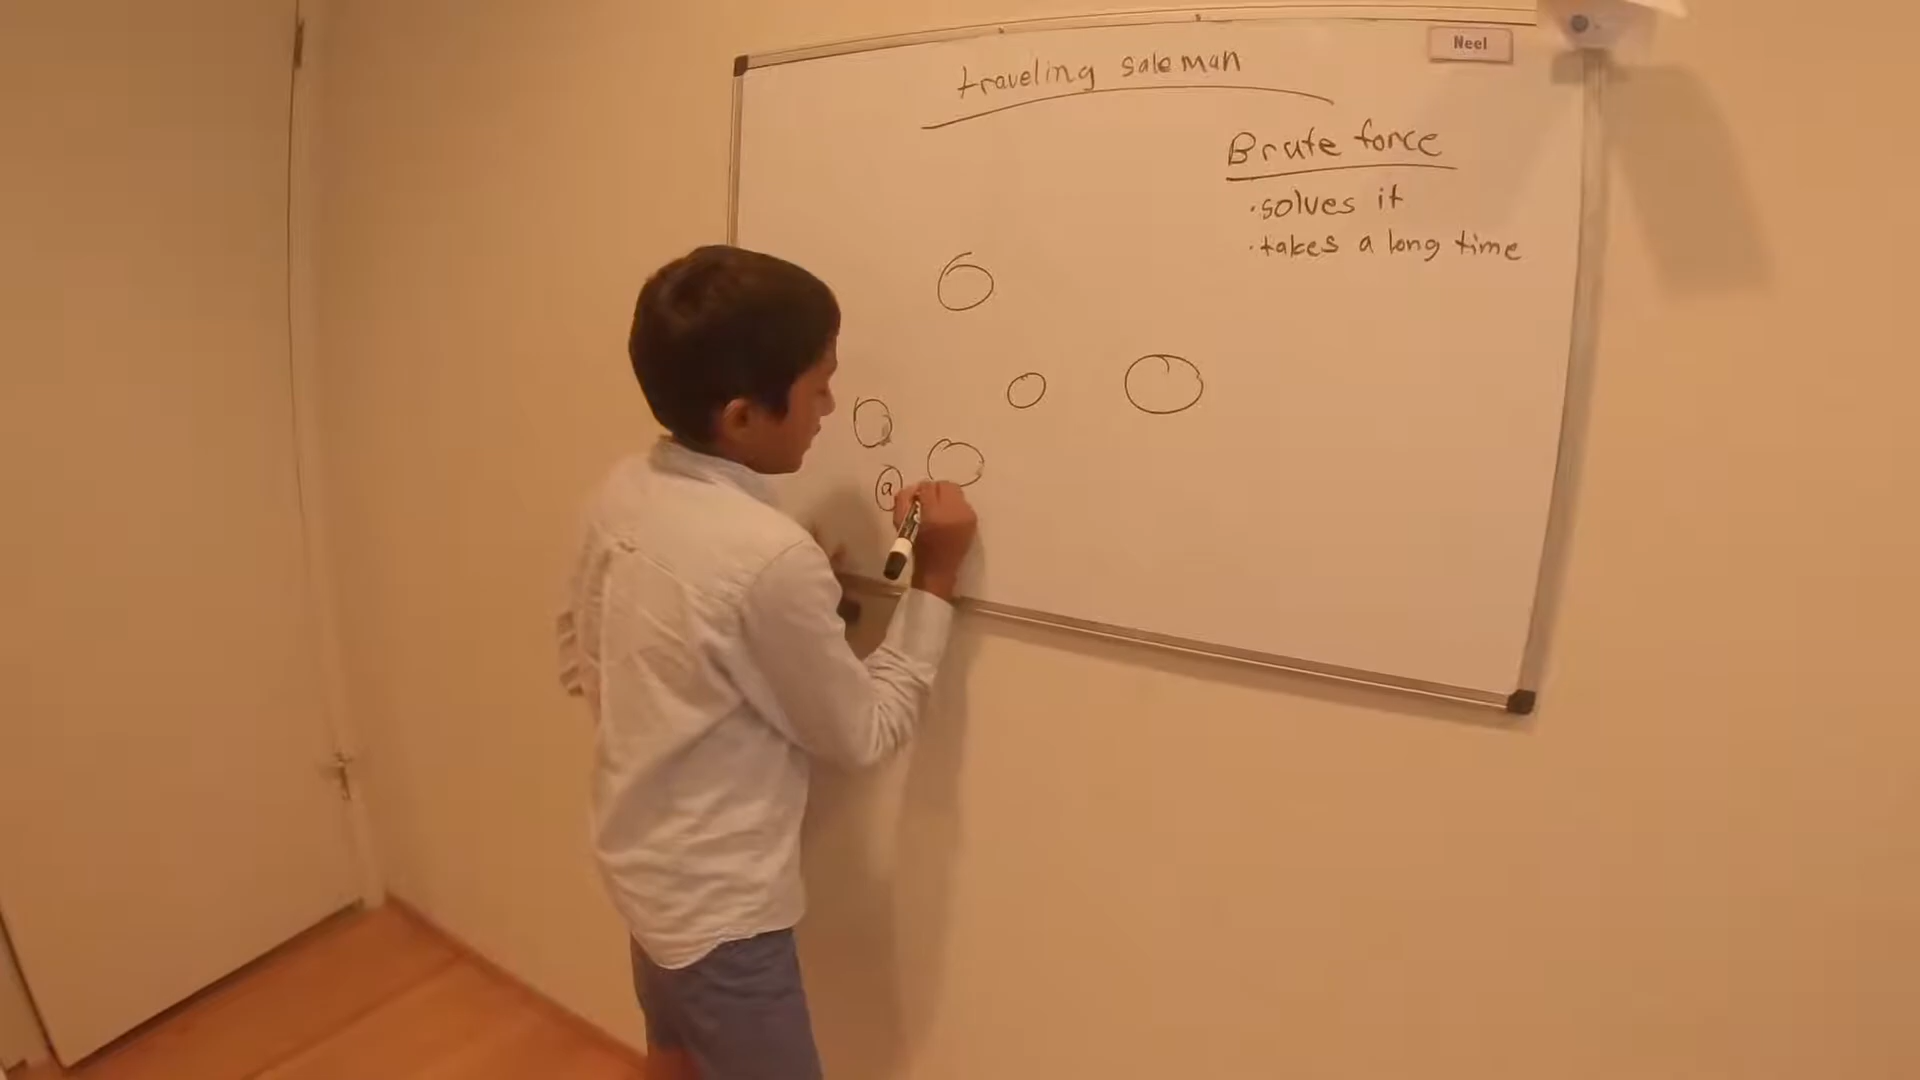 Neel
traveling saleman
Brute force
·solves it
·takes a long time
a